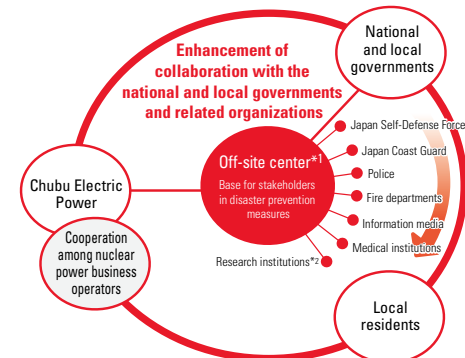 Enhancement of
collaboration with the
national and local governments
and related organizations
National
and local
governments
Japan Self-Defense Force
Japan Coast Guard
Police
Fire departments
Information media
Medical institutions
Research institutions*2
Off-site center*1
Base for stakeholders
in disaster prevention
measures
Chubu Electric
Power
Cooperation
among nuclear
power business
operators
Local
residents